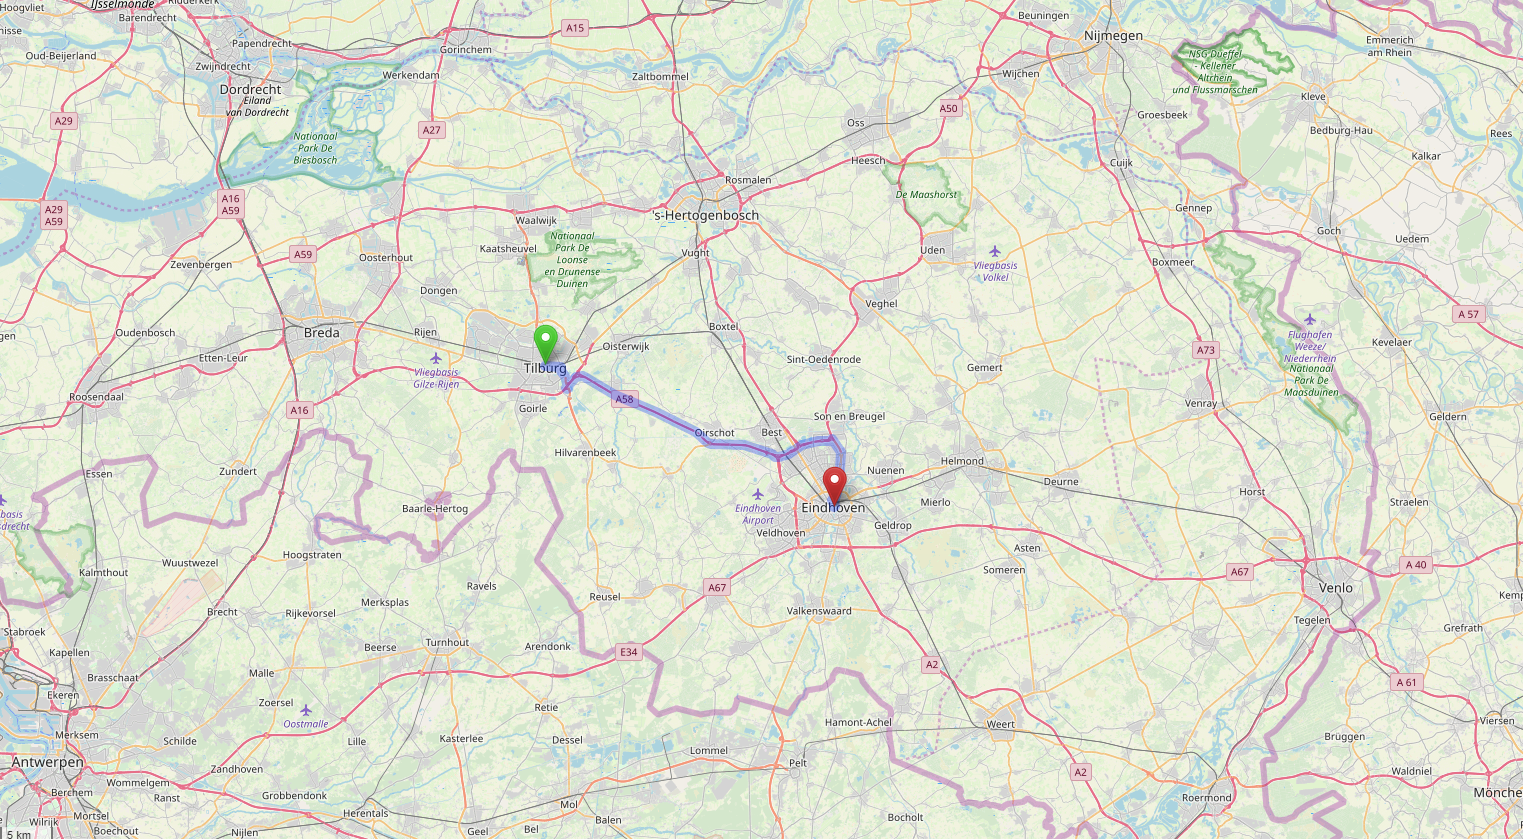 Hoogvliet
IJsselmonde
Ridderkerk
Barendrecht
A15
Beuningen
Nijmegen
Emmerich
am Rhein
Papendrecht
Gorinchem
Oud-Beijerland
Zwijndrecht
Werkendam
Zaltbommel
Wijchen
NSG Düffel
- Kellener
Altrhein
und Flussmarschen
Dordrecht
Eiland
van Dordrecht
Kleve
A29
A27
A50
Oss
Groesbeek
Bedburg-Hau
Rees
Nationaal
Park De
Biesbosch
Heesch
Cuijk
Kalkar
Rosmalen
De Maashorst
A16
A59
A29
A59
Waalwijk
's-Hertogenbosch
Gennep
Goch
Uedem
Kaatsheuvel
Nationaal
Park De
Loonse
en Drunense
Duinen
Vught
Uden
Vliegbasis
Volkel
Boxmeer
A59
Oosterhout
Zevenbergen
Dongen
Veghel
A 57
Oudenbosch
Breda
Rijen
Boxtel
Flughafen
Weeze/
Niederrhein
Nationaal
Park De
Maasduinen
Kevelaer
Etten-Leur
Vliegbasis
Gilze-Rijen
Tilburg
Oisterwijk
Sint-Oedenrode
Gemert
A73
Roosendaal
A16
Goirle
A58
Venray
Geldern
Son en Breugel
Oirschot
Best
Essen
Zundert
Hilvarenbeek
Nuenen
Helmond
Deurne
Horst
Straelen
Baarle-Hertog
Eindhoven
Airport
Eindhoven
Mierlo
Veldhoven
Geldrop
Hoogstraten
Wuustwezel
Kalmthout
Asten
Someren
A67
A67
A 40
Venlo
Ravels
Merksplas
Reusel
Valkenswaard
Brecht
Rijkevorsel
Stabroek
Tegelen
Grefrath
Kapellen
Beerse
Turnhout
Arendonk
E34
A2
Malle
Brasschaat
A 61
Ekeren
Zoersel
Oostmalle
Retie
Hamont-Achel
Weert
Viersen
Merksem
Schilde
Lille
Kasterlee
Dessel
Lommel
Brüggen
Antwerpen
Zandhoven
Pelt
A2
Waldniel
Berchem
Wommelgem
Ranst
Grobbendonk
Roermond
Mortsel
Wilrijk
Boechout
Herentals
Nijlen
Geel
Mol
Bel
Balen
Bocholt
5 km